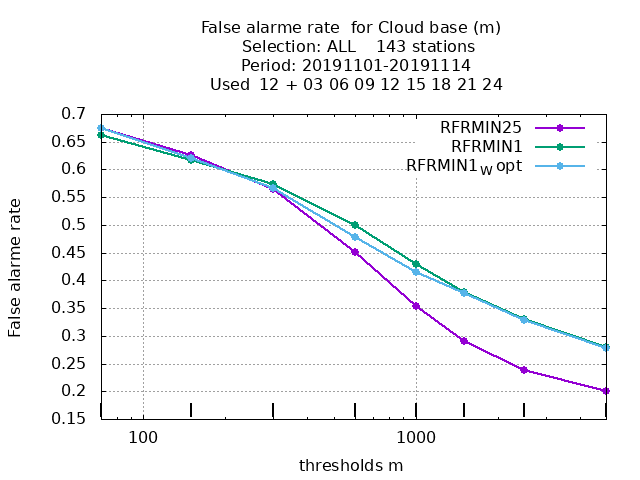 False alarme rate  for Cloud base (m)
Selection: ALL    143 stations
Period: 20191101-20191114
Used  12 + 03 06 09 12 15 18 21 24
RFRMIN25
RFRMIN1
RFRMIN1W opt
0.7
0.65
0.6
0.55
0.5
0.45
0.4
0.35
0.3
0.25
0.2
0.15
False alarme rate
100
1000
thresholds m